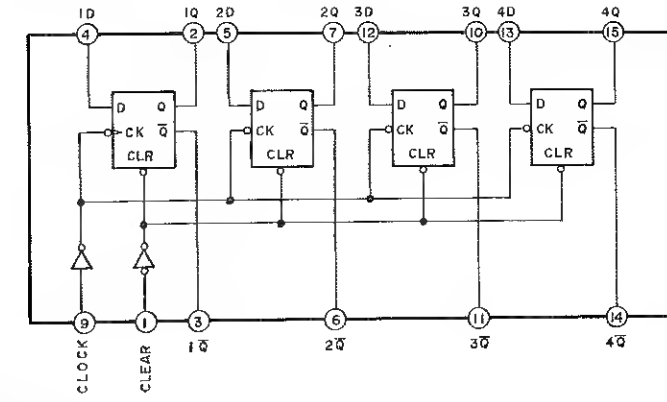 1D 1Q 2D 2Q 3D 3Q 4D 4Q
4 2 5 7 12 10 13 15
D Q D Q D Q D Q
CK Q̅ CK Q̅ CK Q̅ CK Q̅
CLR CLR CLR CLR
9 1 3 6 11 14
1Q̅ 2Q̅ 3Q̅ 4Q̅
CLOCK
CLEAR